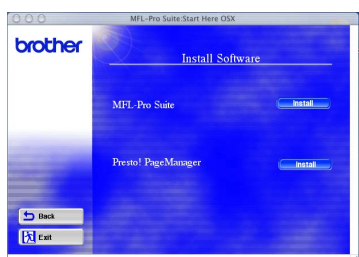 MFL-Pro Suite:Start Here OSX
brother
Install Software
MFL-Pro Suite
Install
Presto! PageManager
Install
Back
Exit